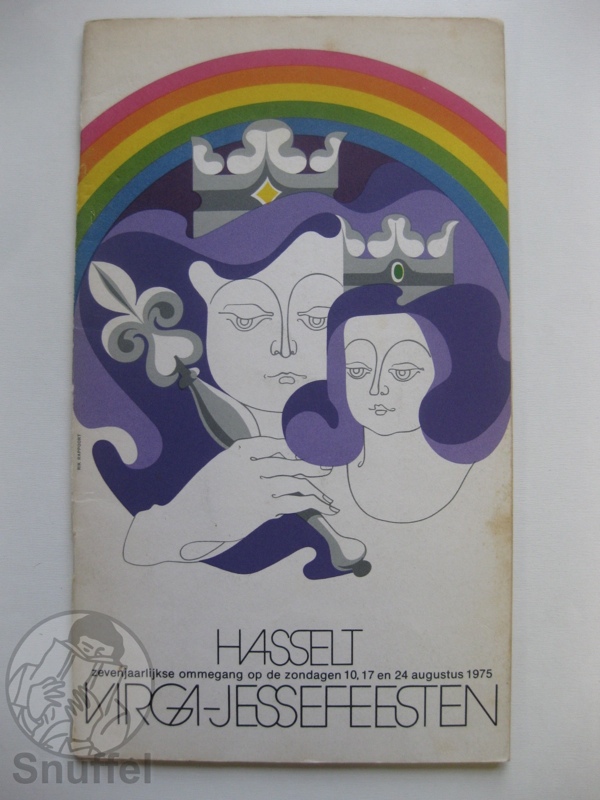 HASSELT
zevenjaarlijkse ommegang op de zondagen 10, 17 en 24 augustus 1975
VIRGA-JESSEFEESTEN
Snuffel